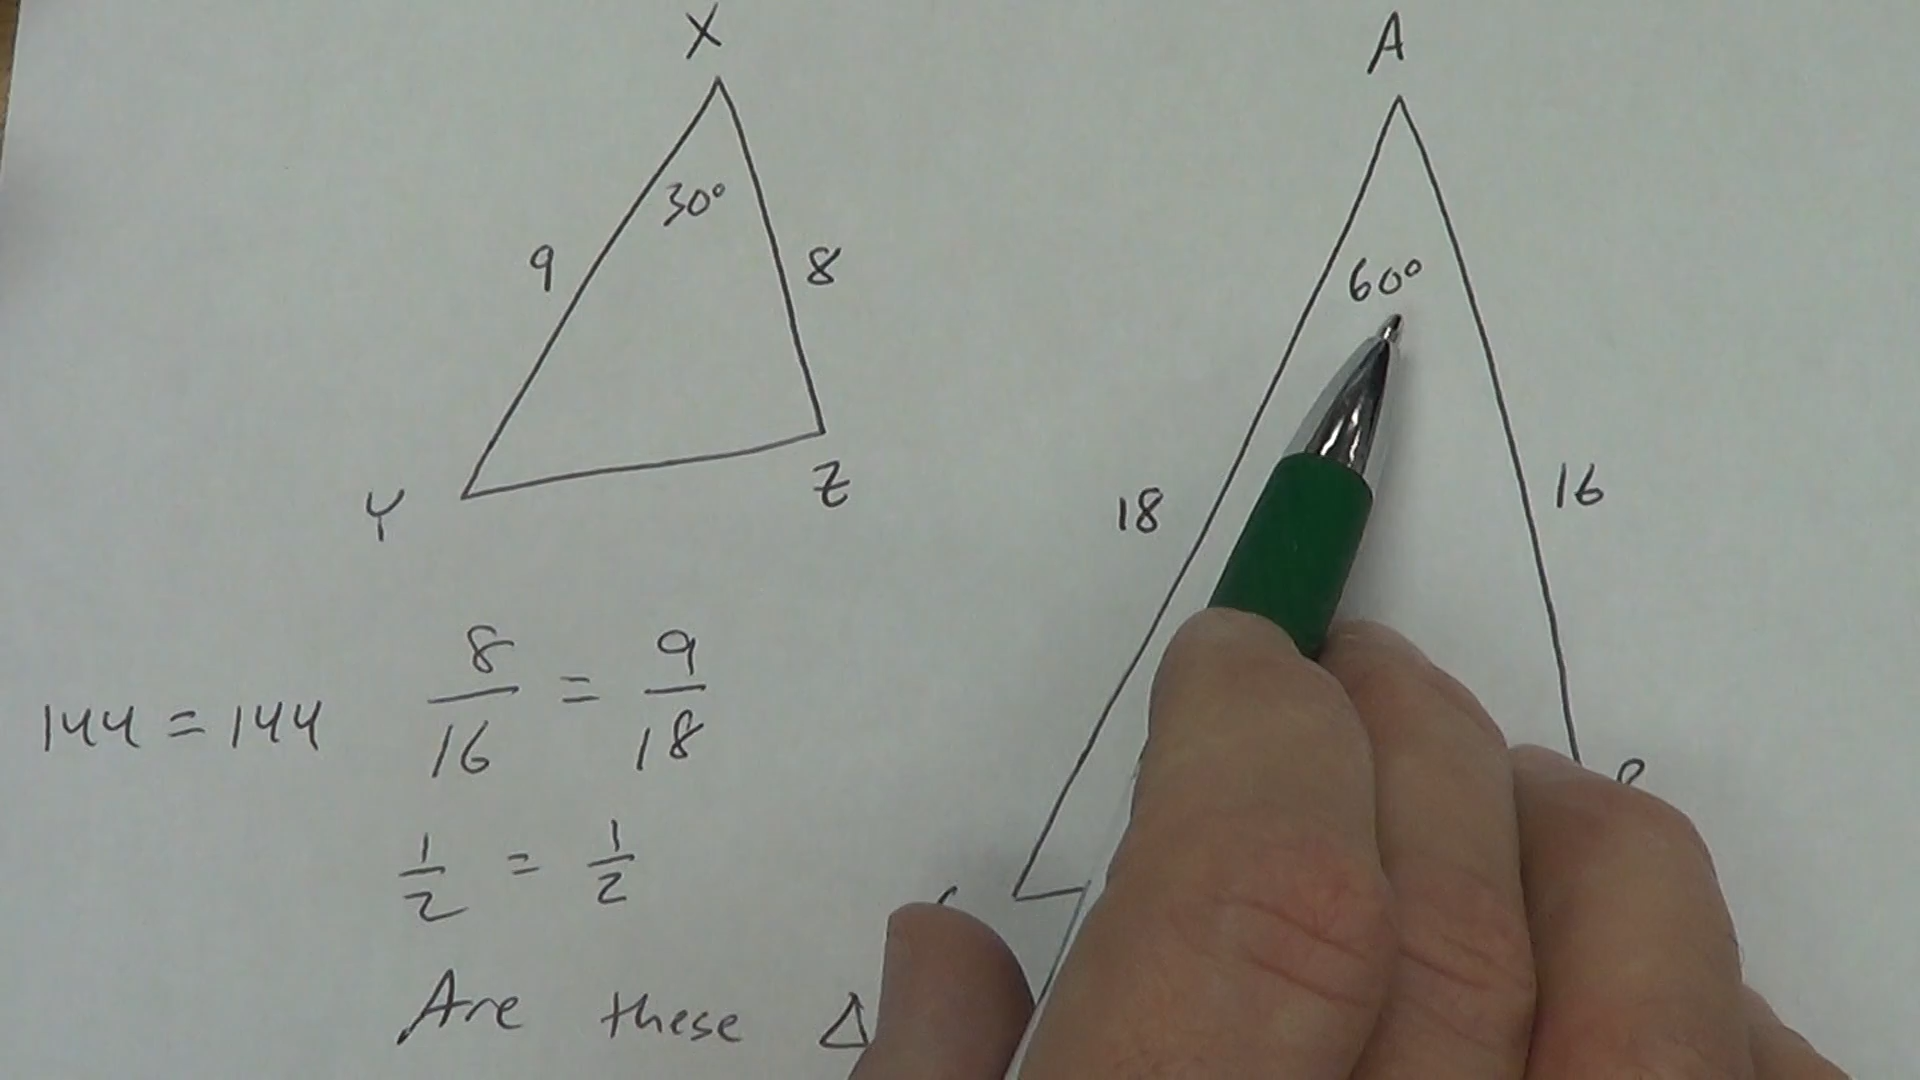 X
A
30°
9
8
60°
Y
Z
18
16
8/16 = 9/18
144 = 144
1/2 = 1/2
Are these Δ